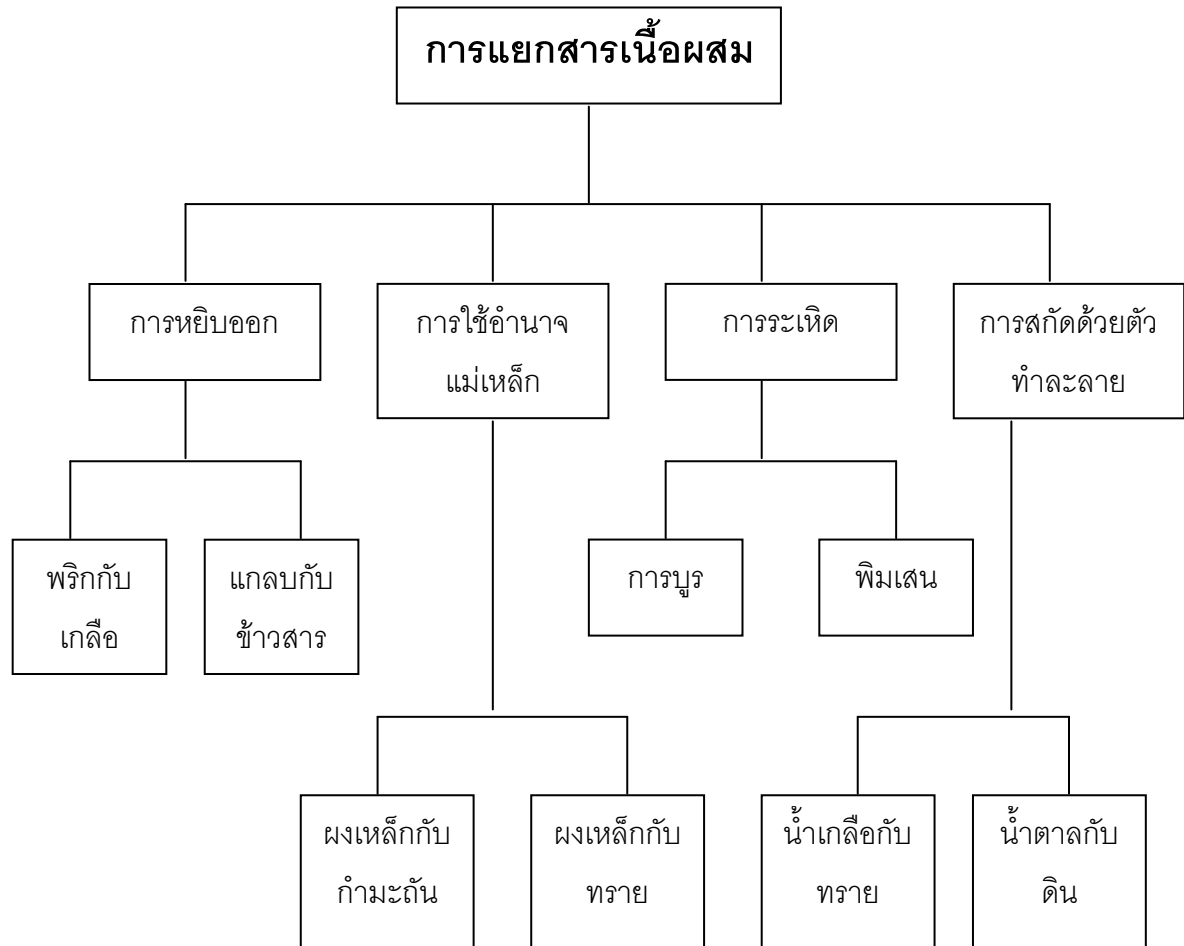 การแยกสารเนื้อผสม
การหยิบออก
การใช้อำนาจ
แม่เหล็ก
การระเหิด
การสกัดด้วยตัว
ทำละลาย
พริกกับ
เกลือ
แกลบกับ
ข้าวสาร
การบูร
พิมเสน
ผงเหล็กกับ
กำมะถัน
ผงเหล็กกับ
ทราย
น้ำเกลือกับ
ทราย
น้ำตาลกับ
ดิน